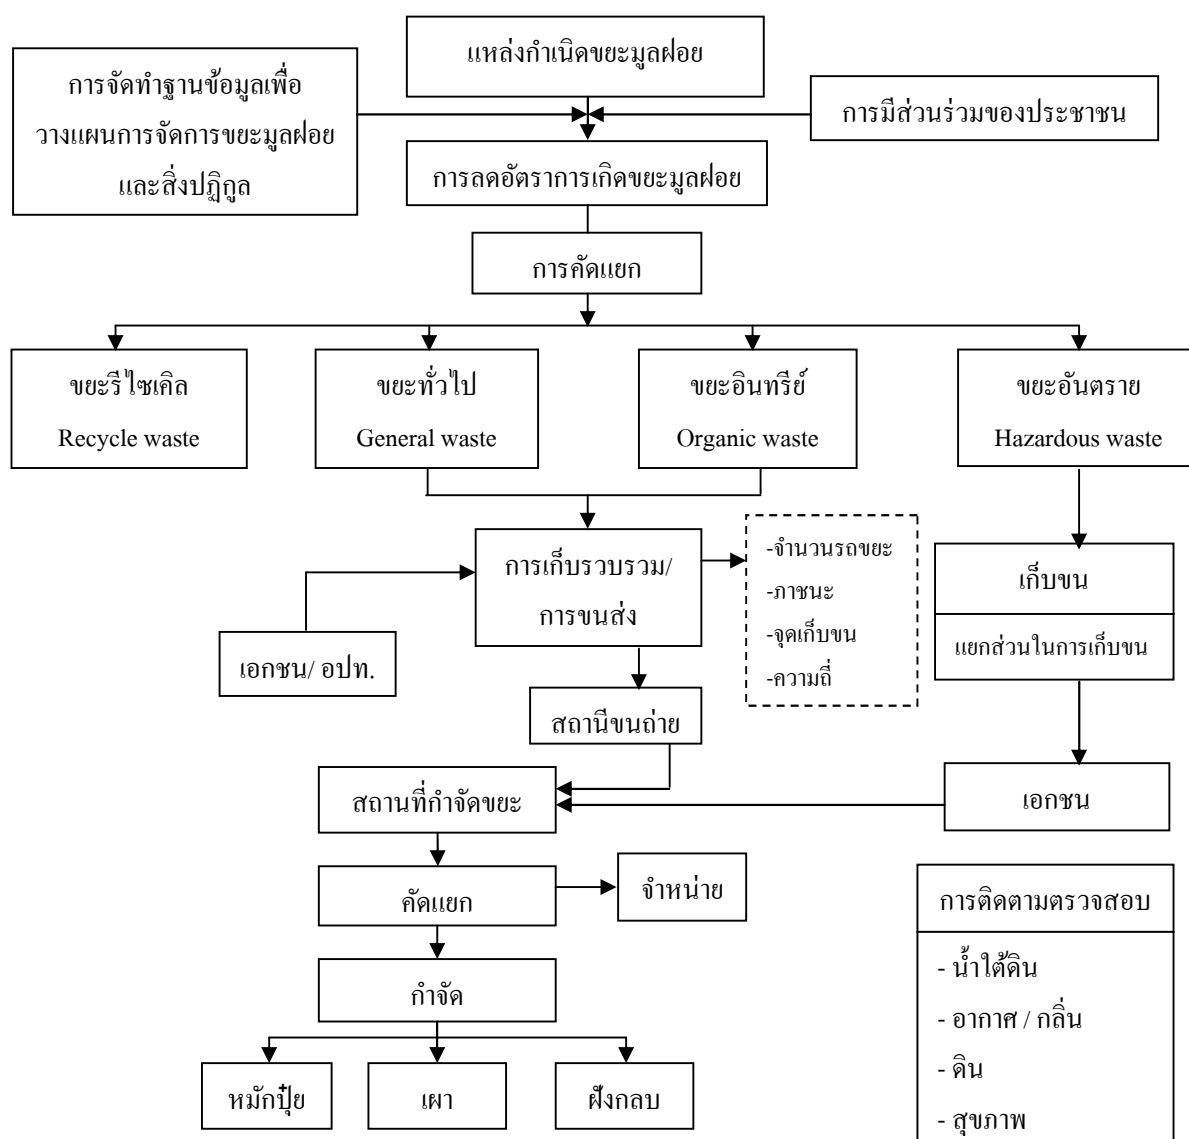 แหล่งกำเนิดขยะมูลฝอย
การจัดทำฐานข้อมูลเพื่อ
วางแผนการจัดการขยะมูลฝอย
และสิ่งปฏิกูล
การมีส่วนร่วมของประชาชน
การลดอัตราการเกิดขยะมูลฝอย
การคัดแยก
ขยะรีไซเคิล
Recycle waste
ขยะทั่วไป
General waste
ขยะอินทรีย์
Organic waste
ขยะอันตราย
Hazardous waste
การเก็บรวบรวม/
การขนส่ง
-จำนวนรถขยะ
-ภาชนะ
-จุดเก็บขน
-ความถี่
เก็บขน
แยกส่วนในการเก็บขน
เอกชน/ อปท.
สถานีขนถ่าย
สถานที่กำจัดขยะ
เอกชน
คัดแยก
จำหน่าย
กำจัด
หมักปุ๋ย
เผา
ฝังกลบ
การติดตามตรวจสอบ
- น้ำใต้ดิน
- อากาศ / กลิ่น
- ดิน
- สุขภาพ